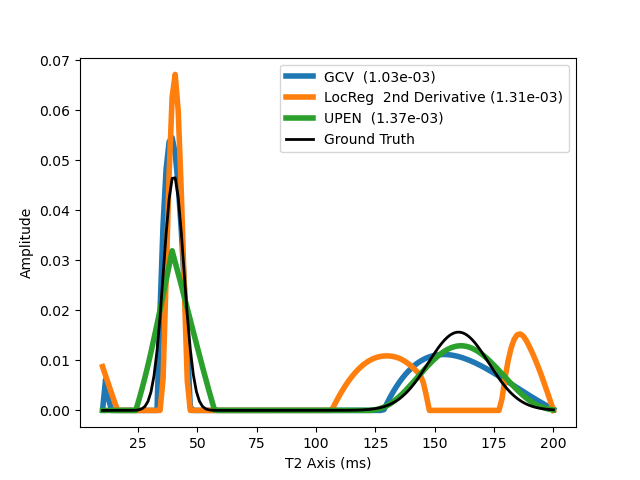 GCV (1.03e-03)
LocReg 2nd Derivative (1.31e-03)
UPEN (1.37e-03)
Ground Truth
Amplitude
0.07
0.06
0.05
0.04
0.03
0.02
0.01
0.00
25 50 75 100 125 150 175 200
T2 Axis (ms)